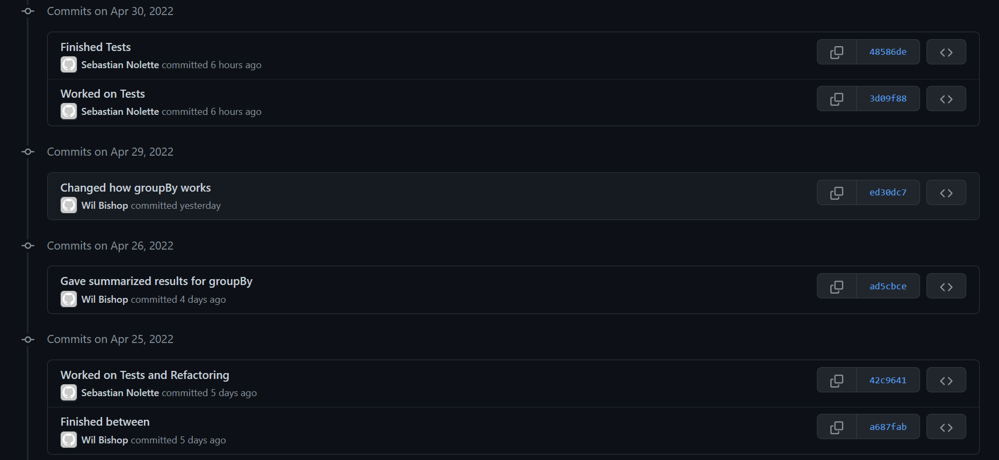 Commits on Apr 30, 2022
Finished Tests
48586de
Sebastian Nolette committed 6 hours ago
Worked on Tests
3d09f88
Sebastian Nolette committed 6 hours ago
Commits on Apr 29, 2022
Changed how groupBy works
ed30dc7
Wil Bishop committed yesterday
Commits on Apr 26, 2022
Gave summarized results for groupBy
ad5cbce
Wil Bishop committed 4 days ago
Commits on Apr 25, 2022
Worked on Tests and Refactoring
42c9641
Sebastian Nolette committed 5 days ago
Finished between
a687fab
Wil Bishop committed 5 days ago